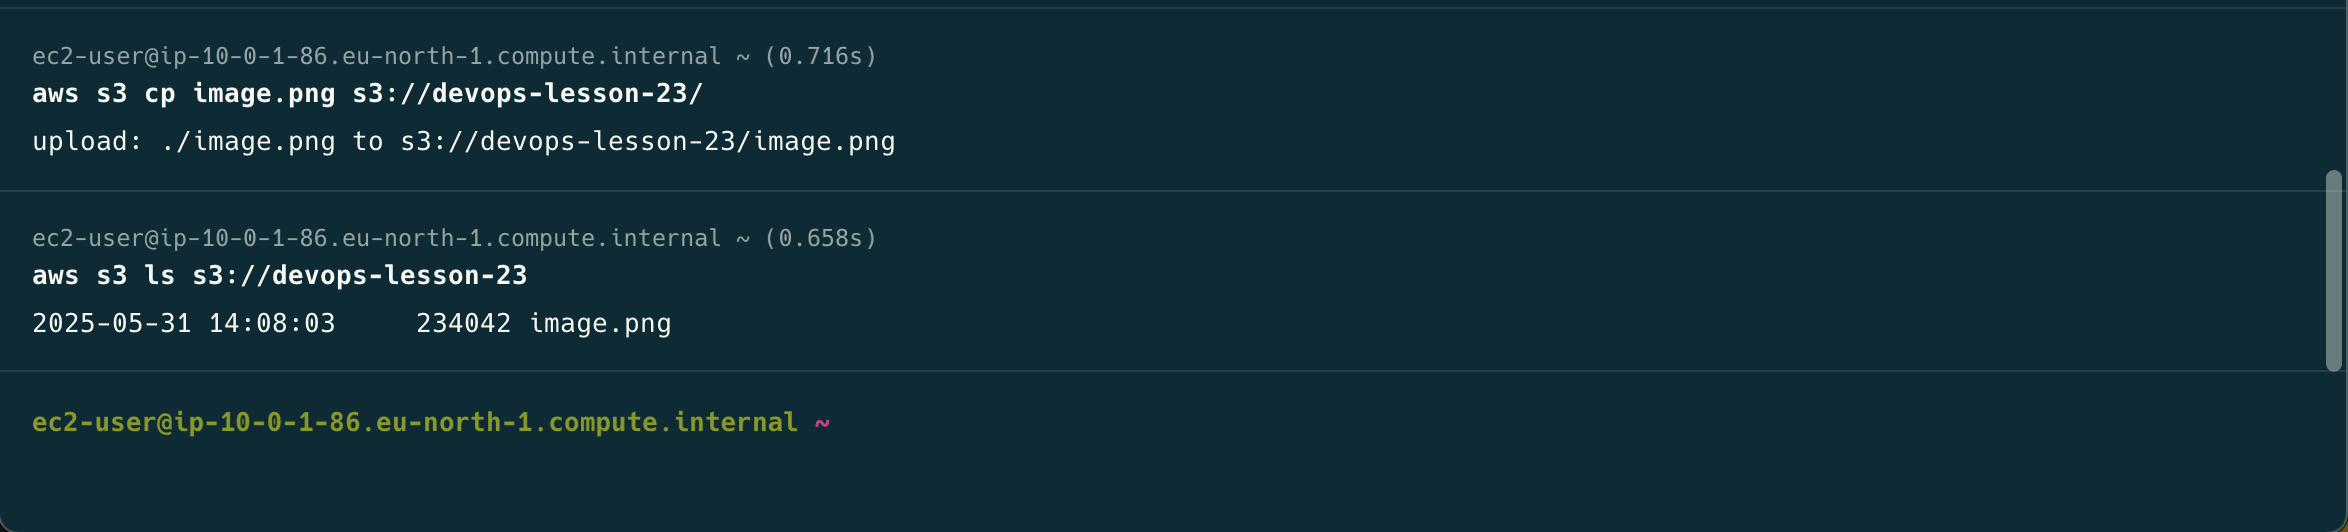 ec2-user@ip-10-0-1-86.eu-north-1.compute.internal ~ (0.716s)
aws s3 cp image.png s3://devops-lesson-23/
upload: ./image.png to s3://devops-lesson-23/image.png
ec2-user@ip-10-0-1-86.eu-north-1.compute.internal ~ (0.658s)
aws s3 ls s3://devops-lesson-23
2025-05-31 14:08:03     234042 image.png
ec2-user@ip-10-0-1-86.eu-north-1.compute.internal ~